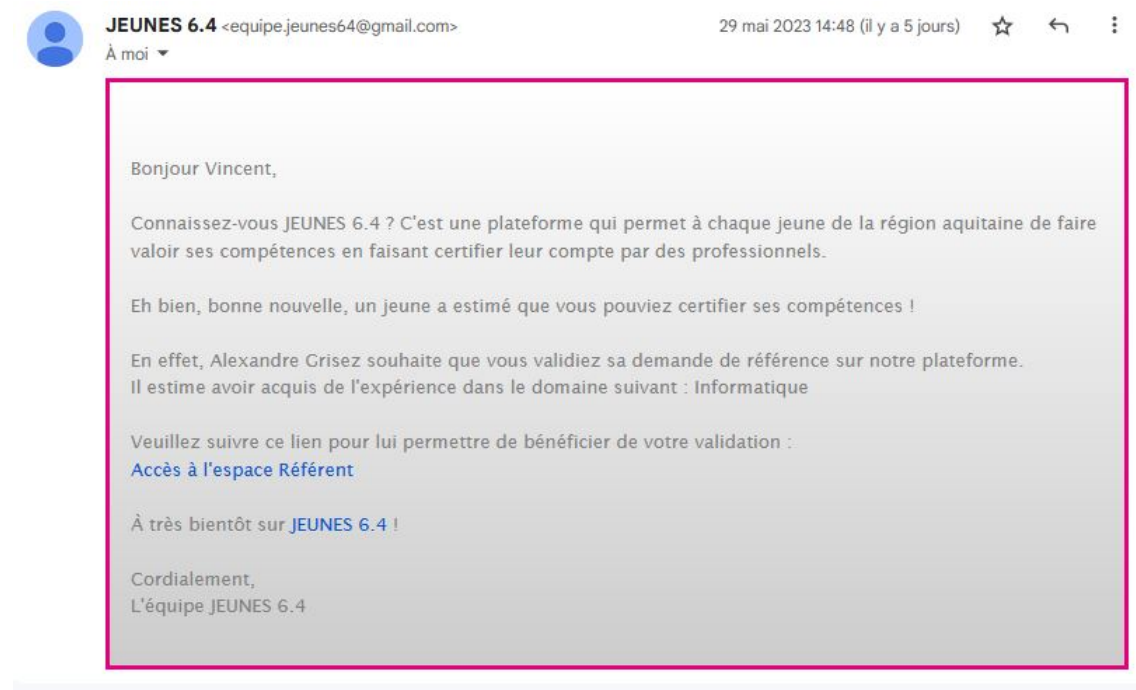 JEUNES 6.4 <equipe.jeunes64@gmail.com> 29 mai 2023 14:48 (il y a 5 jours)
À moi
Bonjour Vincent,
Connaissez-vous JEUNES 6.4 ? C'est une plateforme qui permet à chaque jeune de la région aquitaine de faire
valoir ses compétences en faisant certifier leur compte par des professionnels.
Eh bien, bonne nouvelle, un jeune a estimé que vous pouviez certifier ses compétences !
En effet, Alexandre Grisez souhaite que vous validiez sa demande de référence sur notre plateforme.
Il estime avoir acquis de l'expérience dans le domaine suivant : Informatique
Veuillez suivre ce lien pour lui permettre de bénéficier de votre validation :
Accès à l'espace Référent
À très bientôt sur JEUNES 6.4 !
Cordialement,
L'équipe JEUNES 6.4